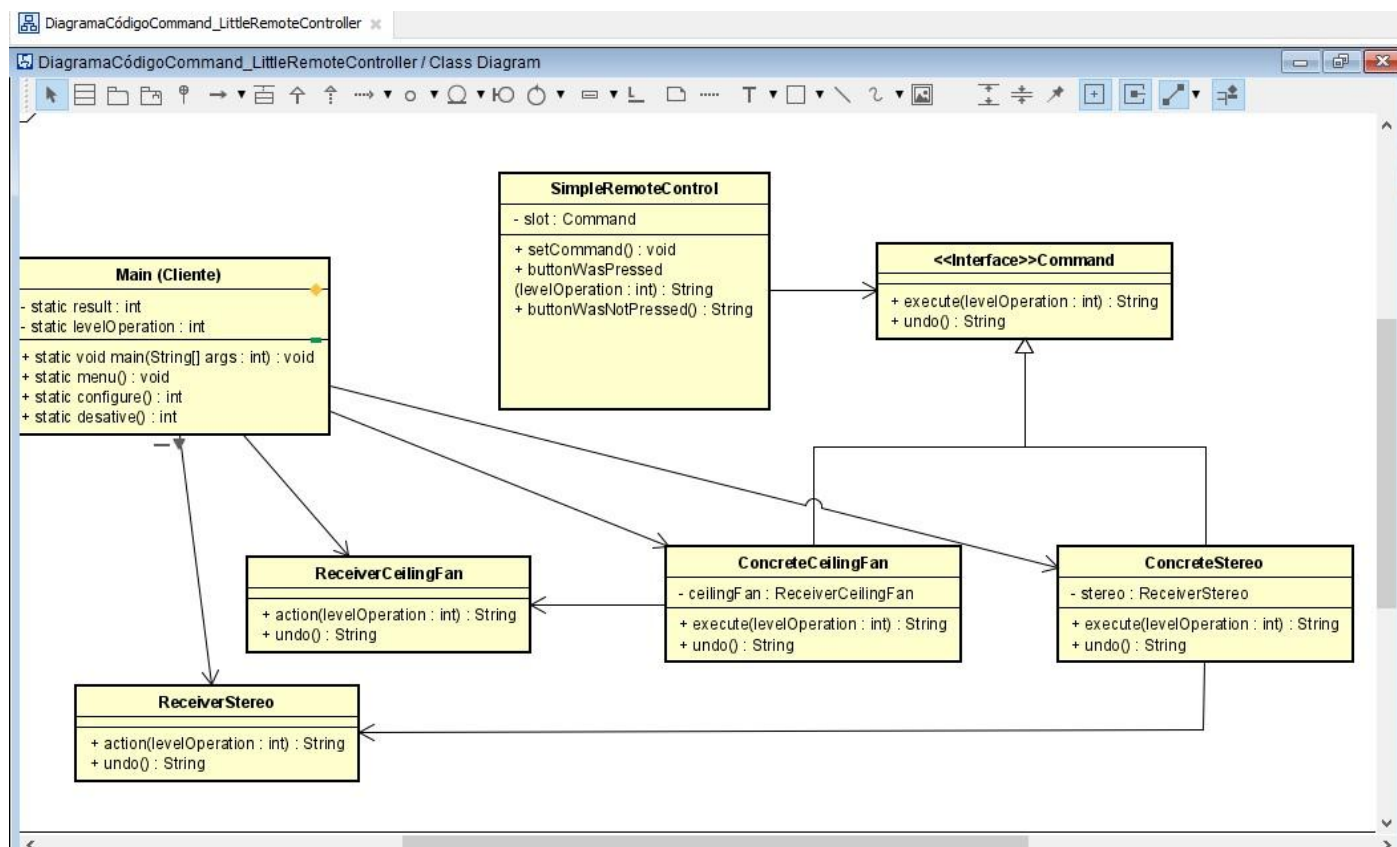 DiagramaCódigoCommand_LittleRemoteController
DiagramaCódigoCommand_LittleRemoteController / Class Diagram
SimpleRemoteControl
- slot : Command
+ setCommand() : void
+ buttonWasPressed
(levelOperation : int) : String
+ buttonWasNotPressed() : String
<<Interface>>Command
+ execute(levelOperation : int) : String
+ undo() : String
Main (Cliente)
- static result : int
- static levelOperation : int
+ static void main(String[] args : int) : void
+ static menu() : void
+ static configure() : int
+ static desative() : int
ReceiverCeilingFan
+ action(levelOperation : int) : String
+ undo() : String
ConcreteCeilingFan
- ceilingFan : ReceiverCeilingFan
+ execute(levelOperation : int) : String
+ undo() : String
ConcreteStereo
- stereo : ReceiverStereo
+ execute(levelOperation : int) : String
+ undo() : String
ReceiverStereo
+ action(levelOperation : int) : String
+ undo() : String